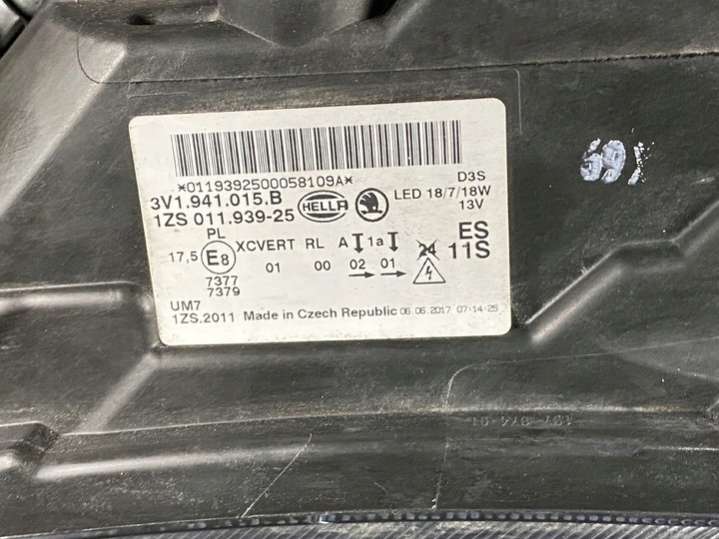 *0119392500058109A*
D3S
3V1.941.015.B
HELLA
LED 18/7/18W
1ZS 011.939-25
13V
PL
ES
17,5 E8 XCVERT RL A 1a 24 11S
01 00 02 01
7377
7379
UM7
1ZS.2011 Made in Czech Republic 06.06.2017 07-14-25
69/